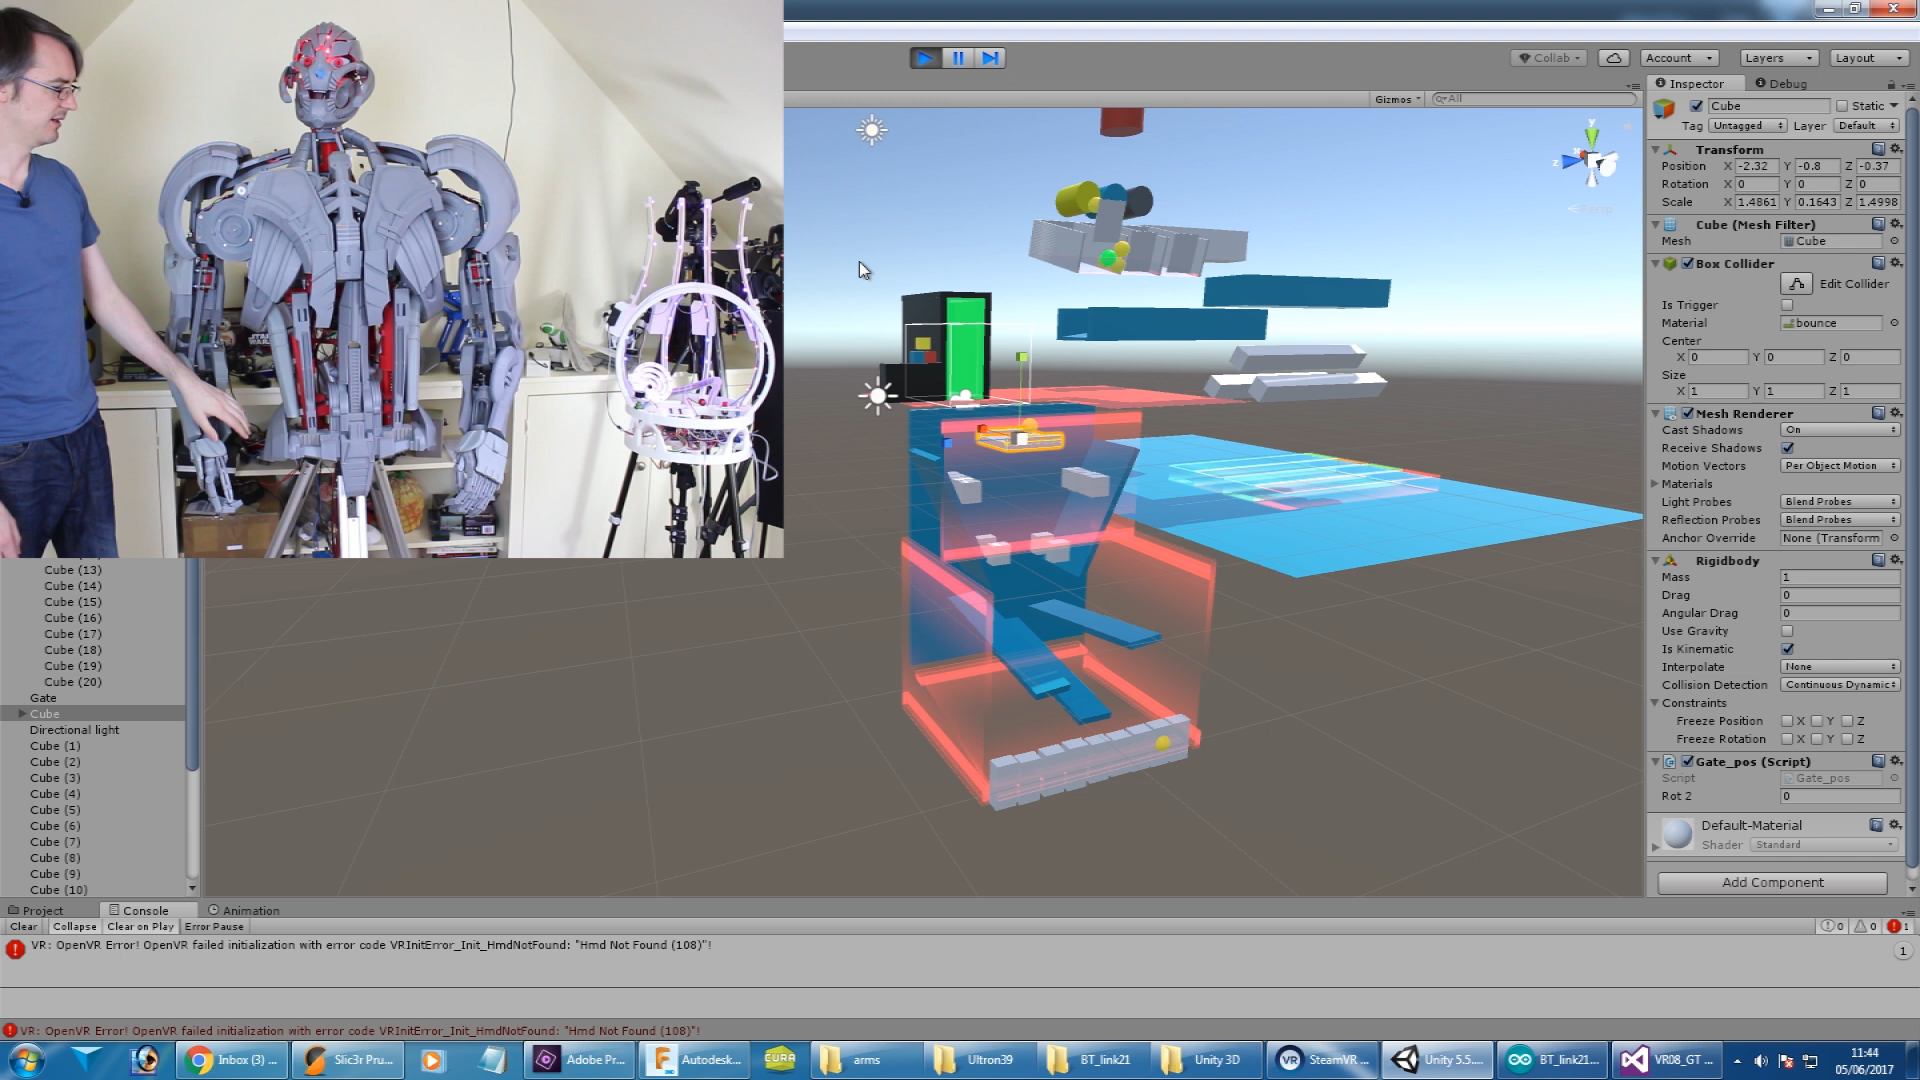 Collab
Account
Layers
Layout
Inspector
Debug
Gizmos
All
Cube
Static
Tag Untagged Layer Default
Transform
Position X -2.32 Y -0.8 Z -0.37
Rotation X 0 Y 0 Z 0
Scale X 1.4861 Y 0.1643 Z 1.4998
Cube (Mesh Filter)
Mesh Cube
Box Collider
Edit Collider
Is Trigger
Material bounce
Center
X 0 Y 0 Z 0
Size
X 1 Y 1 Z 1
Mesh Renderer
Cast Shadows On
Receive Shadows
Motion Vectors Per Object Motion
Materials
Light Probes Blend Probes
Reflection Probes Blend Probes
Anchor Override None (Transform
Rigidbody
Mass 1
Drag 0
Angular Drag 0
Use Gravity
Is Kinematic
Interpolate None
Collision Detection Continuous Dynamic
Constraints
Freeze Position X Y Z
Freeze Rotation X Y Z
Gate_pos (Script)
Script Gate_pos
Rot 2 0
Default-Material
Shader Standard
Add Component
y
x
z
Persp
STAR WARS
Cube (13)
Cube (14)
Cube (15)
Cube (16)
Cube (17)
Cube (18)
Cube (19)
Cube (20)
Gate
Cube
Directional light
Cube (1)
Cube (2)
Cube (3)
Cube (4)
Cube (5)
Cube (6)
Cube (7)
Cube (8)
Cube (9)
Cube (10)
Project Console Animation
Clear Collapse Clear on Play Error Pause
0 0 1
VR: OpenVR Error! OpenVR failed initialization with error code VRInitError_Init_HmdNotFound: "Hmd Not Found (108)"!
1
VR: OpenVR Error! OpenVR failed initialization with error code VRInitError_Init_HmdNotFound: "Hmd Not Found (108)"!
Inbox (3) ...
Slic3r Pru...
Adobe Pr...
Autodesk...
CURA
arms
Ultron39
BT_link21
Unity 3D
VR SteamVR ...
Unity 5.5....
BT_link21...
VR08_GT ...
11:44
05/06/2017